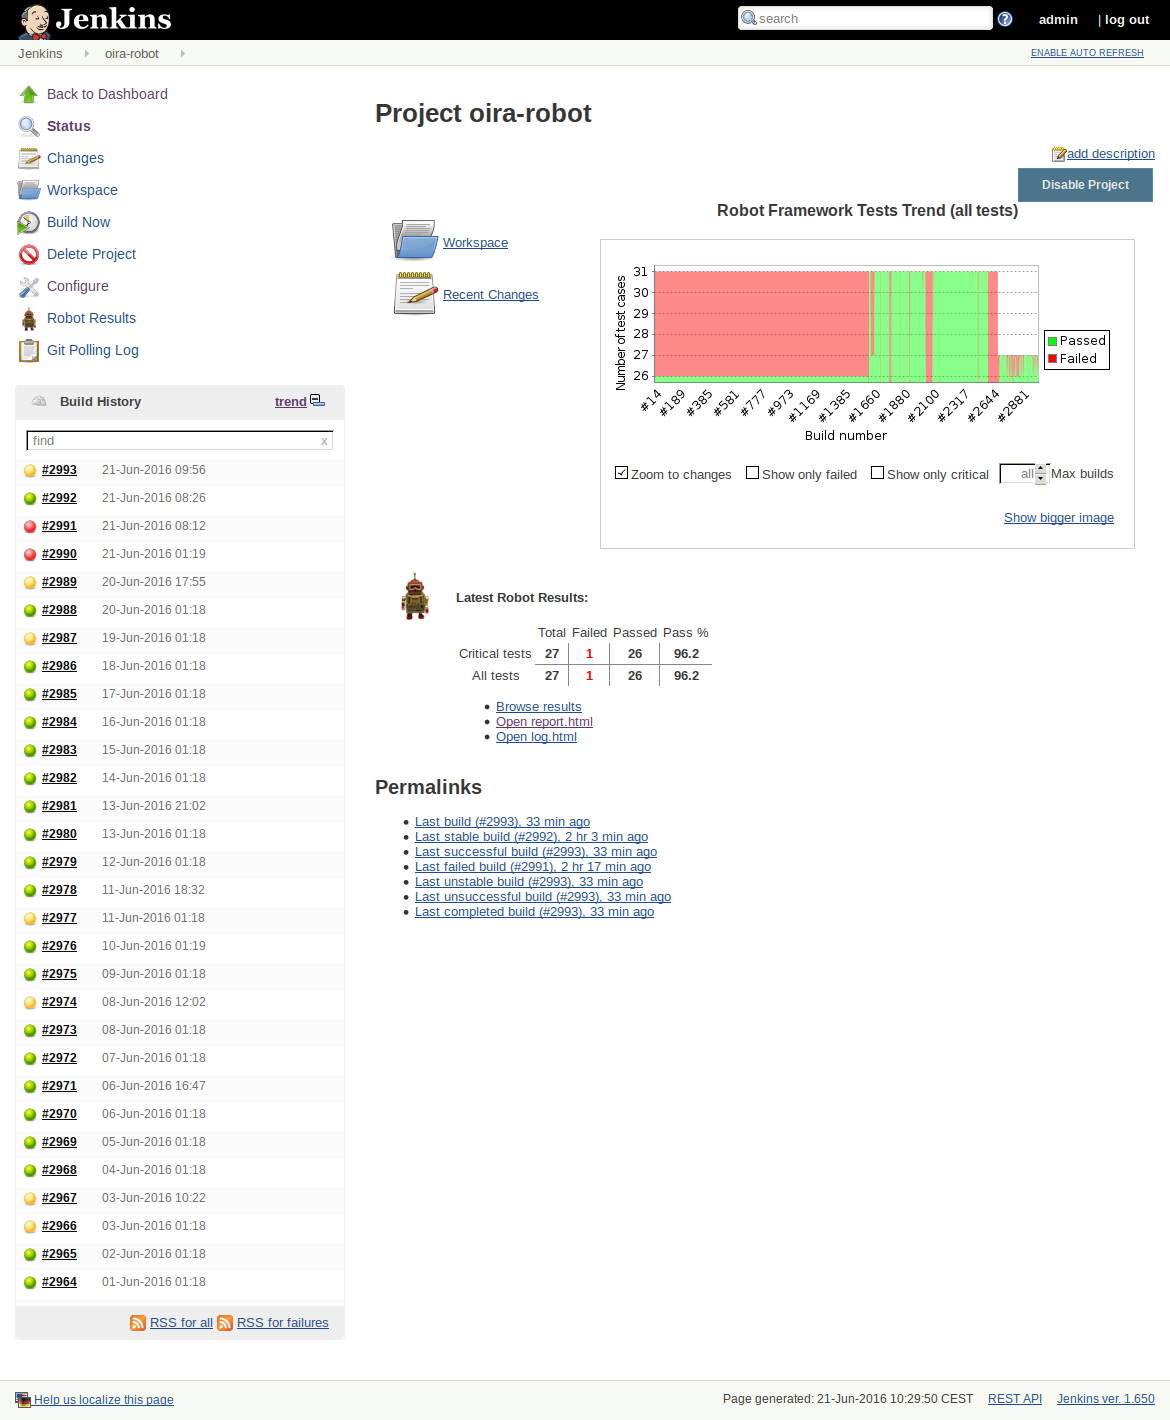 Jenkins
search
admin | log out
Jenkins oira-robot
ENABLE AUTO REFRESH
Back to Dashboard
Status
Changes
Workspace
Build Now
Delete Project
Configure
Robot Results
Git Polling Log
Build History trend
find x
#2993 21-Jun-2016 09:56
#2992 21-Jun-2016 08:26
#2991 21-Jun-2016 08:12
#2990 21-Jun-2016 01:19
#2989 20-Jun-2016 17:55
#2988 20-Jun-2016 01:18
#2987 19-Jun-2016 01:18
#2986 18-Jun-2016 01:18
#2985 17-Jun-2016 01:18
#2984 16-Jun-2016 01:18
#2983 15-Jun-2016 01:18
#2982 14-Jun-2016 01:18
#2981 13-Jun-2016 21:02
#2980 13-Jun-2016 01:18
#2979 12-Jun-2016 01:18
#2978 11-Jun-2016 18:32
#2977 11-Jun-2016 01:18
#2976 10-Jun-2016 01:19
#2975 09-Jun-2016 01:18
#2974 08-Jun-2016 12:02
#2973 08-Jun-2016 01:18
#2972 07-Jun-2016 01:18
#2971 06-Jun-2016 16:47
#2970 06-Jun-2016 01:18
#2969 05-Jun-2016 01:18
#2968 04-Jun-2016 01:18
#2967 03-Jun-2016 10:22
#2966 03-Jun-2016 01:18
#2965 02-Jun-2016 01:18
#2964 01-Jun-2016 01:18
RSS for all RSS for failures
Project oira-robot
add description
Disable Project
Workspace
Recent Changes
Robot Framework Tests Trend (all tests)
Number of test cases
31
30
29
28
27
26
#14 #189 #385 #581 #777 #973 #1169 #1385 #1660 #1880 #2100 #2317 #2644 #2881
Build number
Passed
Failed
Zoom to changes Show only failed Show only critical all Max builds
Show bigger image
Latest Robot Results:
Total Failed Passed Pass %
Critical tests 27 1 26 96.2
All tests 27 1 26 96.2
Browse results
Open report.html
Open log.html
Permalinks
Last build (#2993), 33 min ago
Last stable build (#2992), 2 hr 3 min ago
Last successful build (#2993), 33 min ago
Last failed build (#2991), 2 hr 17 min ago
Last unstable build (#2993), 33 min ago
Last unsuccessful build (#2993), 33 min ago
Last completed build (#2993), 33 min ago
Help us localize this page
Page generated: 21-Jun-2016 10:29:50 CEST REST API Jenkins ver. 1.650